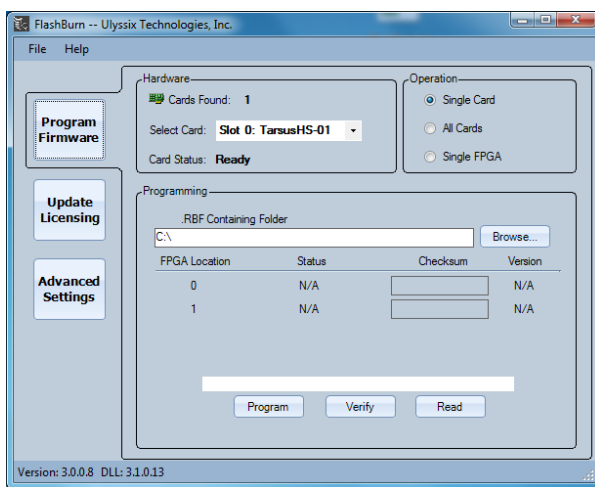 FlashBurn -- Ulyssix Technologies, Inc.
File Help
Program
Firmware
Update
Licensing
Advanced
Settings
Hardware
Cards Found: 1
Select Card: Slot 0: TarsusHS-01
Card Status: Ready
Operation
Single Card
All Cards
Single FPGA
Programming
.RBF Containing Folder
C:\
Browse...
FPGA Location Status Checksum Version
0 N/A N/A
1 N/A N/A
Program Verify Read
Version: 3.0.0.8 DLL: 3.1.0.13